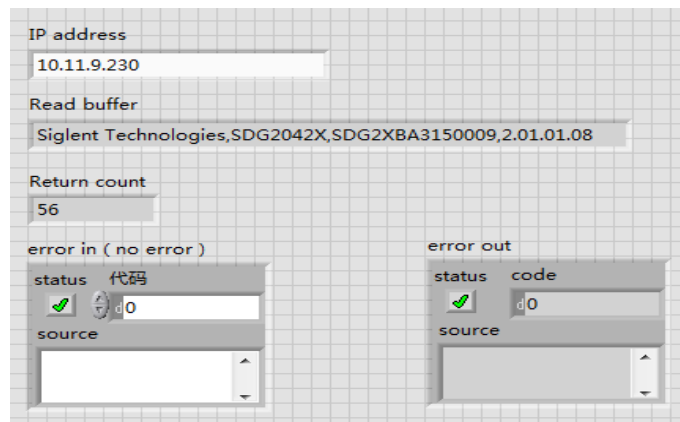 IP address
10.11.9.230
Read buffer
Siglent Technologies,SDG2042X,SDG2XBA3150009,2.01.01.08
Return count
56
error in ( no error )
status 代码
d 0
source
error out
status code
d 0
source